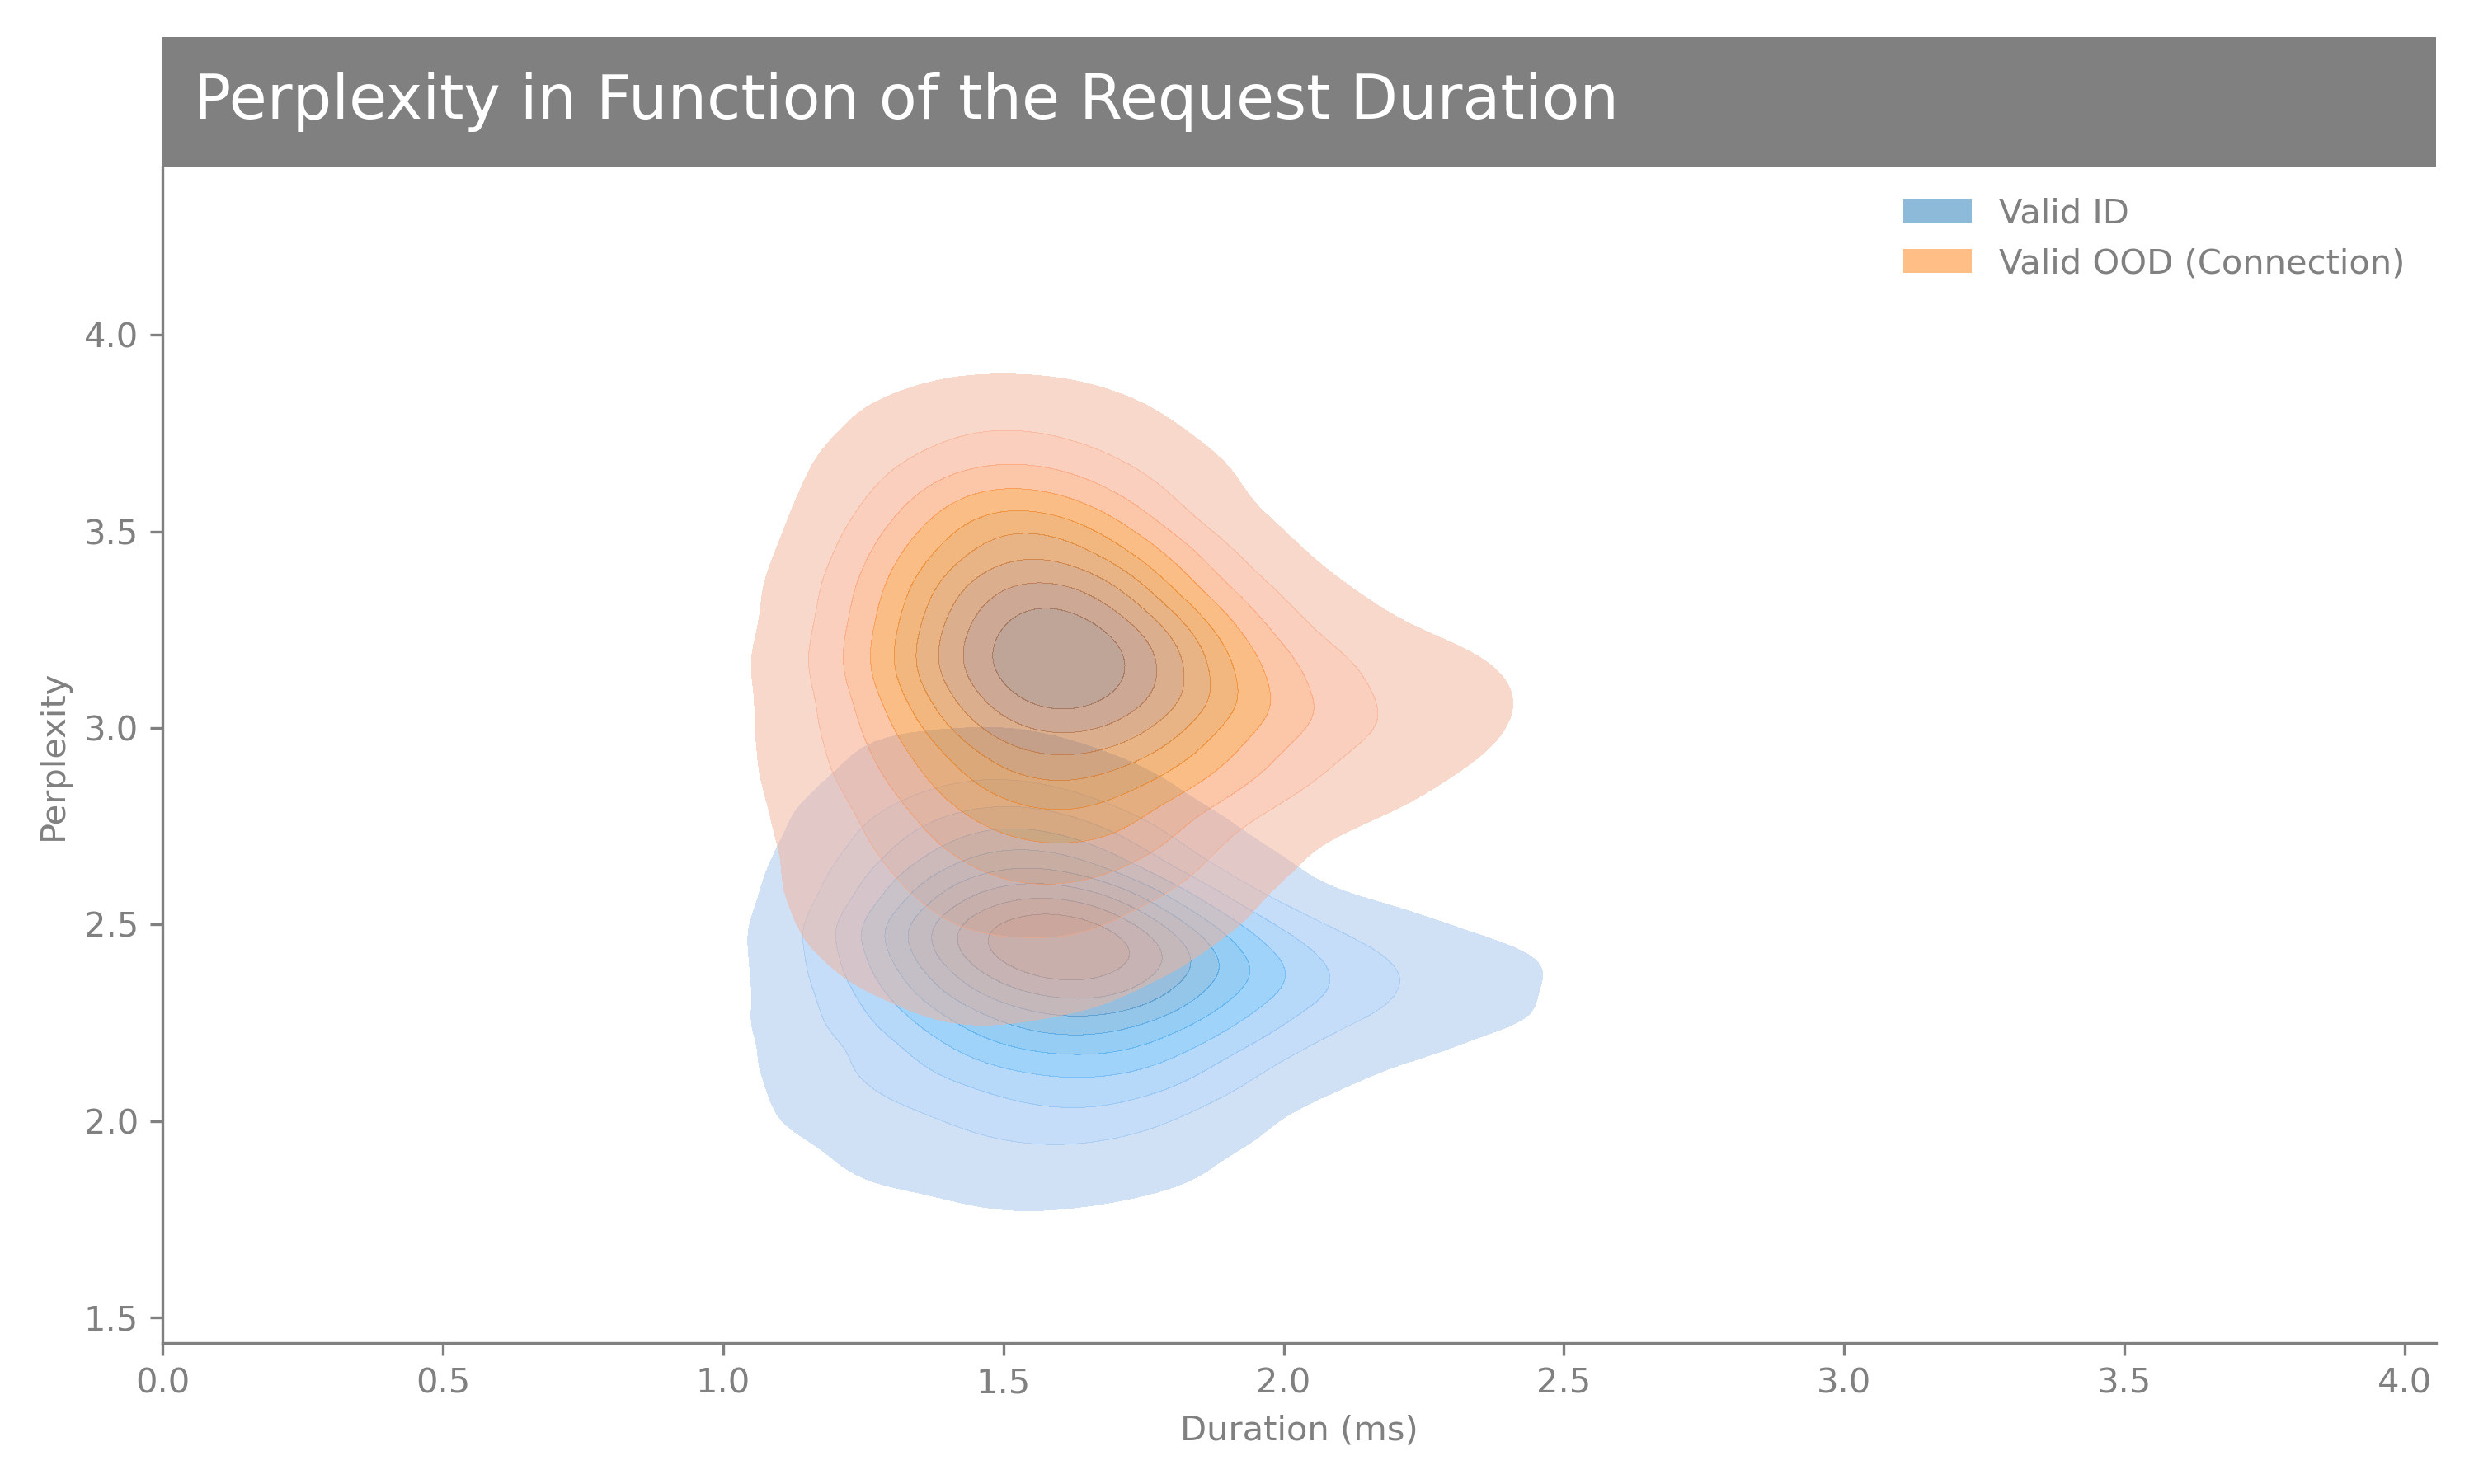 Perplexity in Function of the Request Duration
Valid ID
Valid OOD (Connection)
Perplexity
4.0
3.5
3.0
2.5
2.0
1.5
0.0 0.5 1.0 1.5 2.0 2.5 3.0 3.5 4.0
Duration (ms)